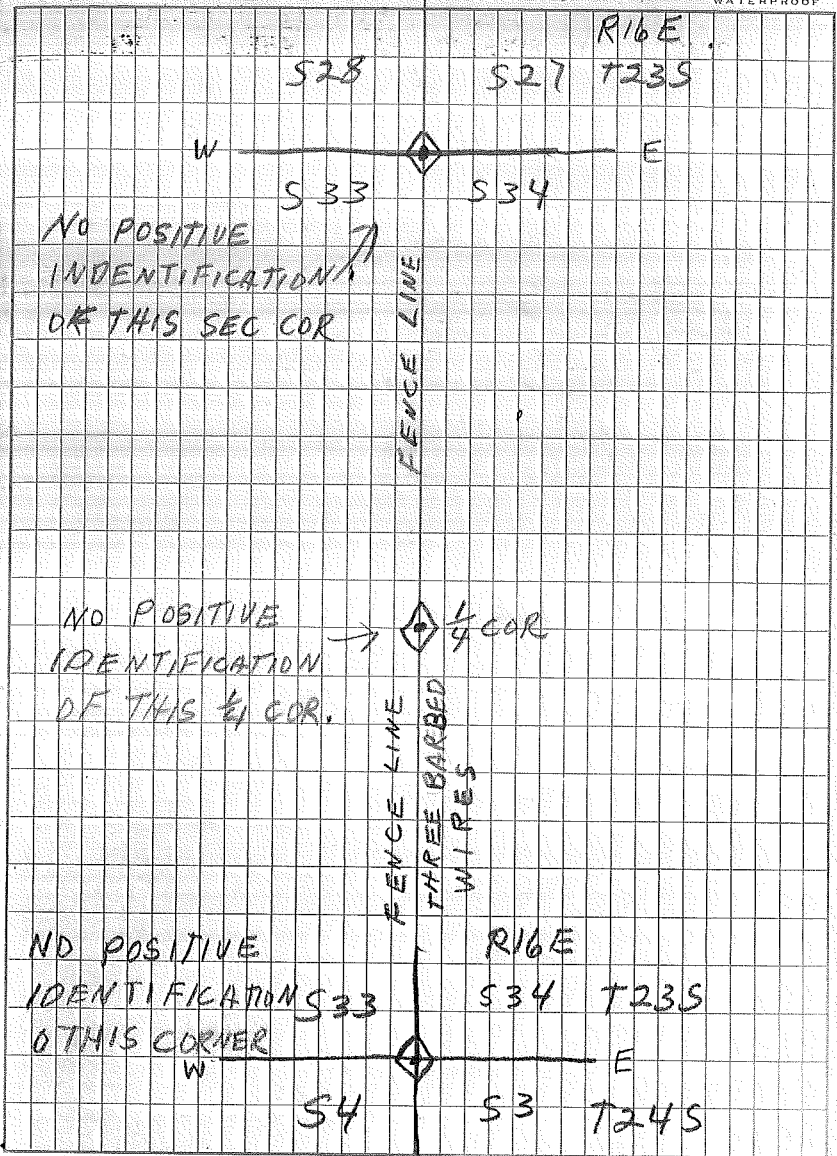 WATERPROOF
R16E
S28 S27 T23S
W E
S33 S34
NO POSITIVE
INDENTIFICATION
OF THIS SEC COR
FENCE LINE
NO POSITIVE
IDENTIFICATION
OF THIS 1/4 COR.
1/4 COR
FENCE LINE
THREE BARBED
WIRES
NO POSITIVE
IDENTIFICATION
O THIS CORNER
R16E
S33 S34 T23S
W E
S4 S3 T24S